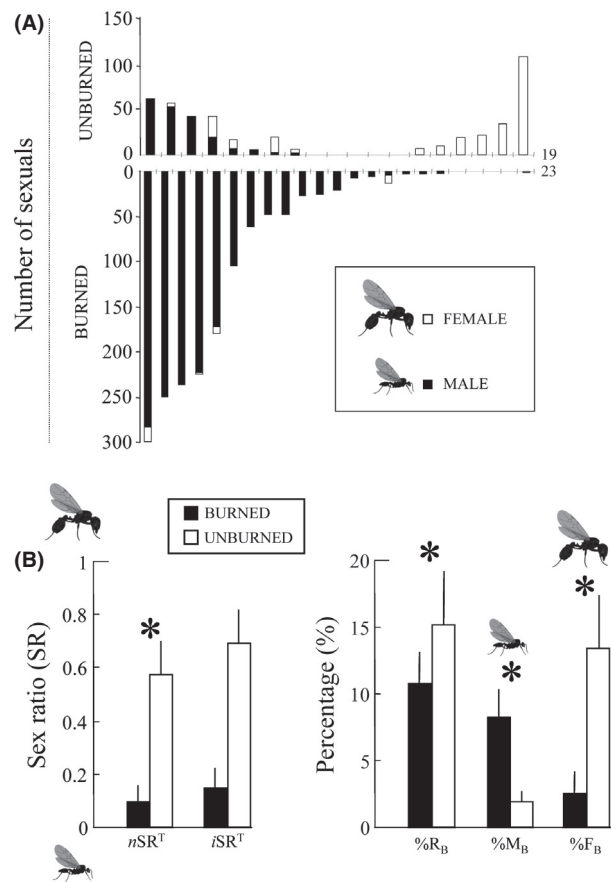 (A)
Number of sexuals
UNBURNED
150
100
50
0
19
0
23
50
100
150
200
250
300
BURNED
FEMALE
MALE
BURNED
UNBURNED
(B)
Sex ratio (SR)
1
0.8
0.6
0.4
0.2
0
*
nSRᵀ
iSRᵀ
Percentage (%)
20
15
10
5
0
*
*
*
%R_B
%M_B
%F_B